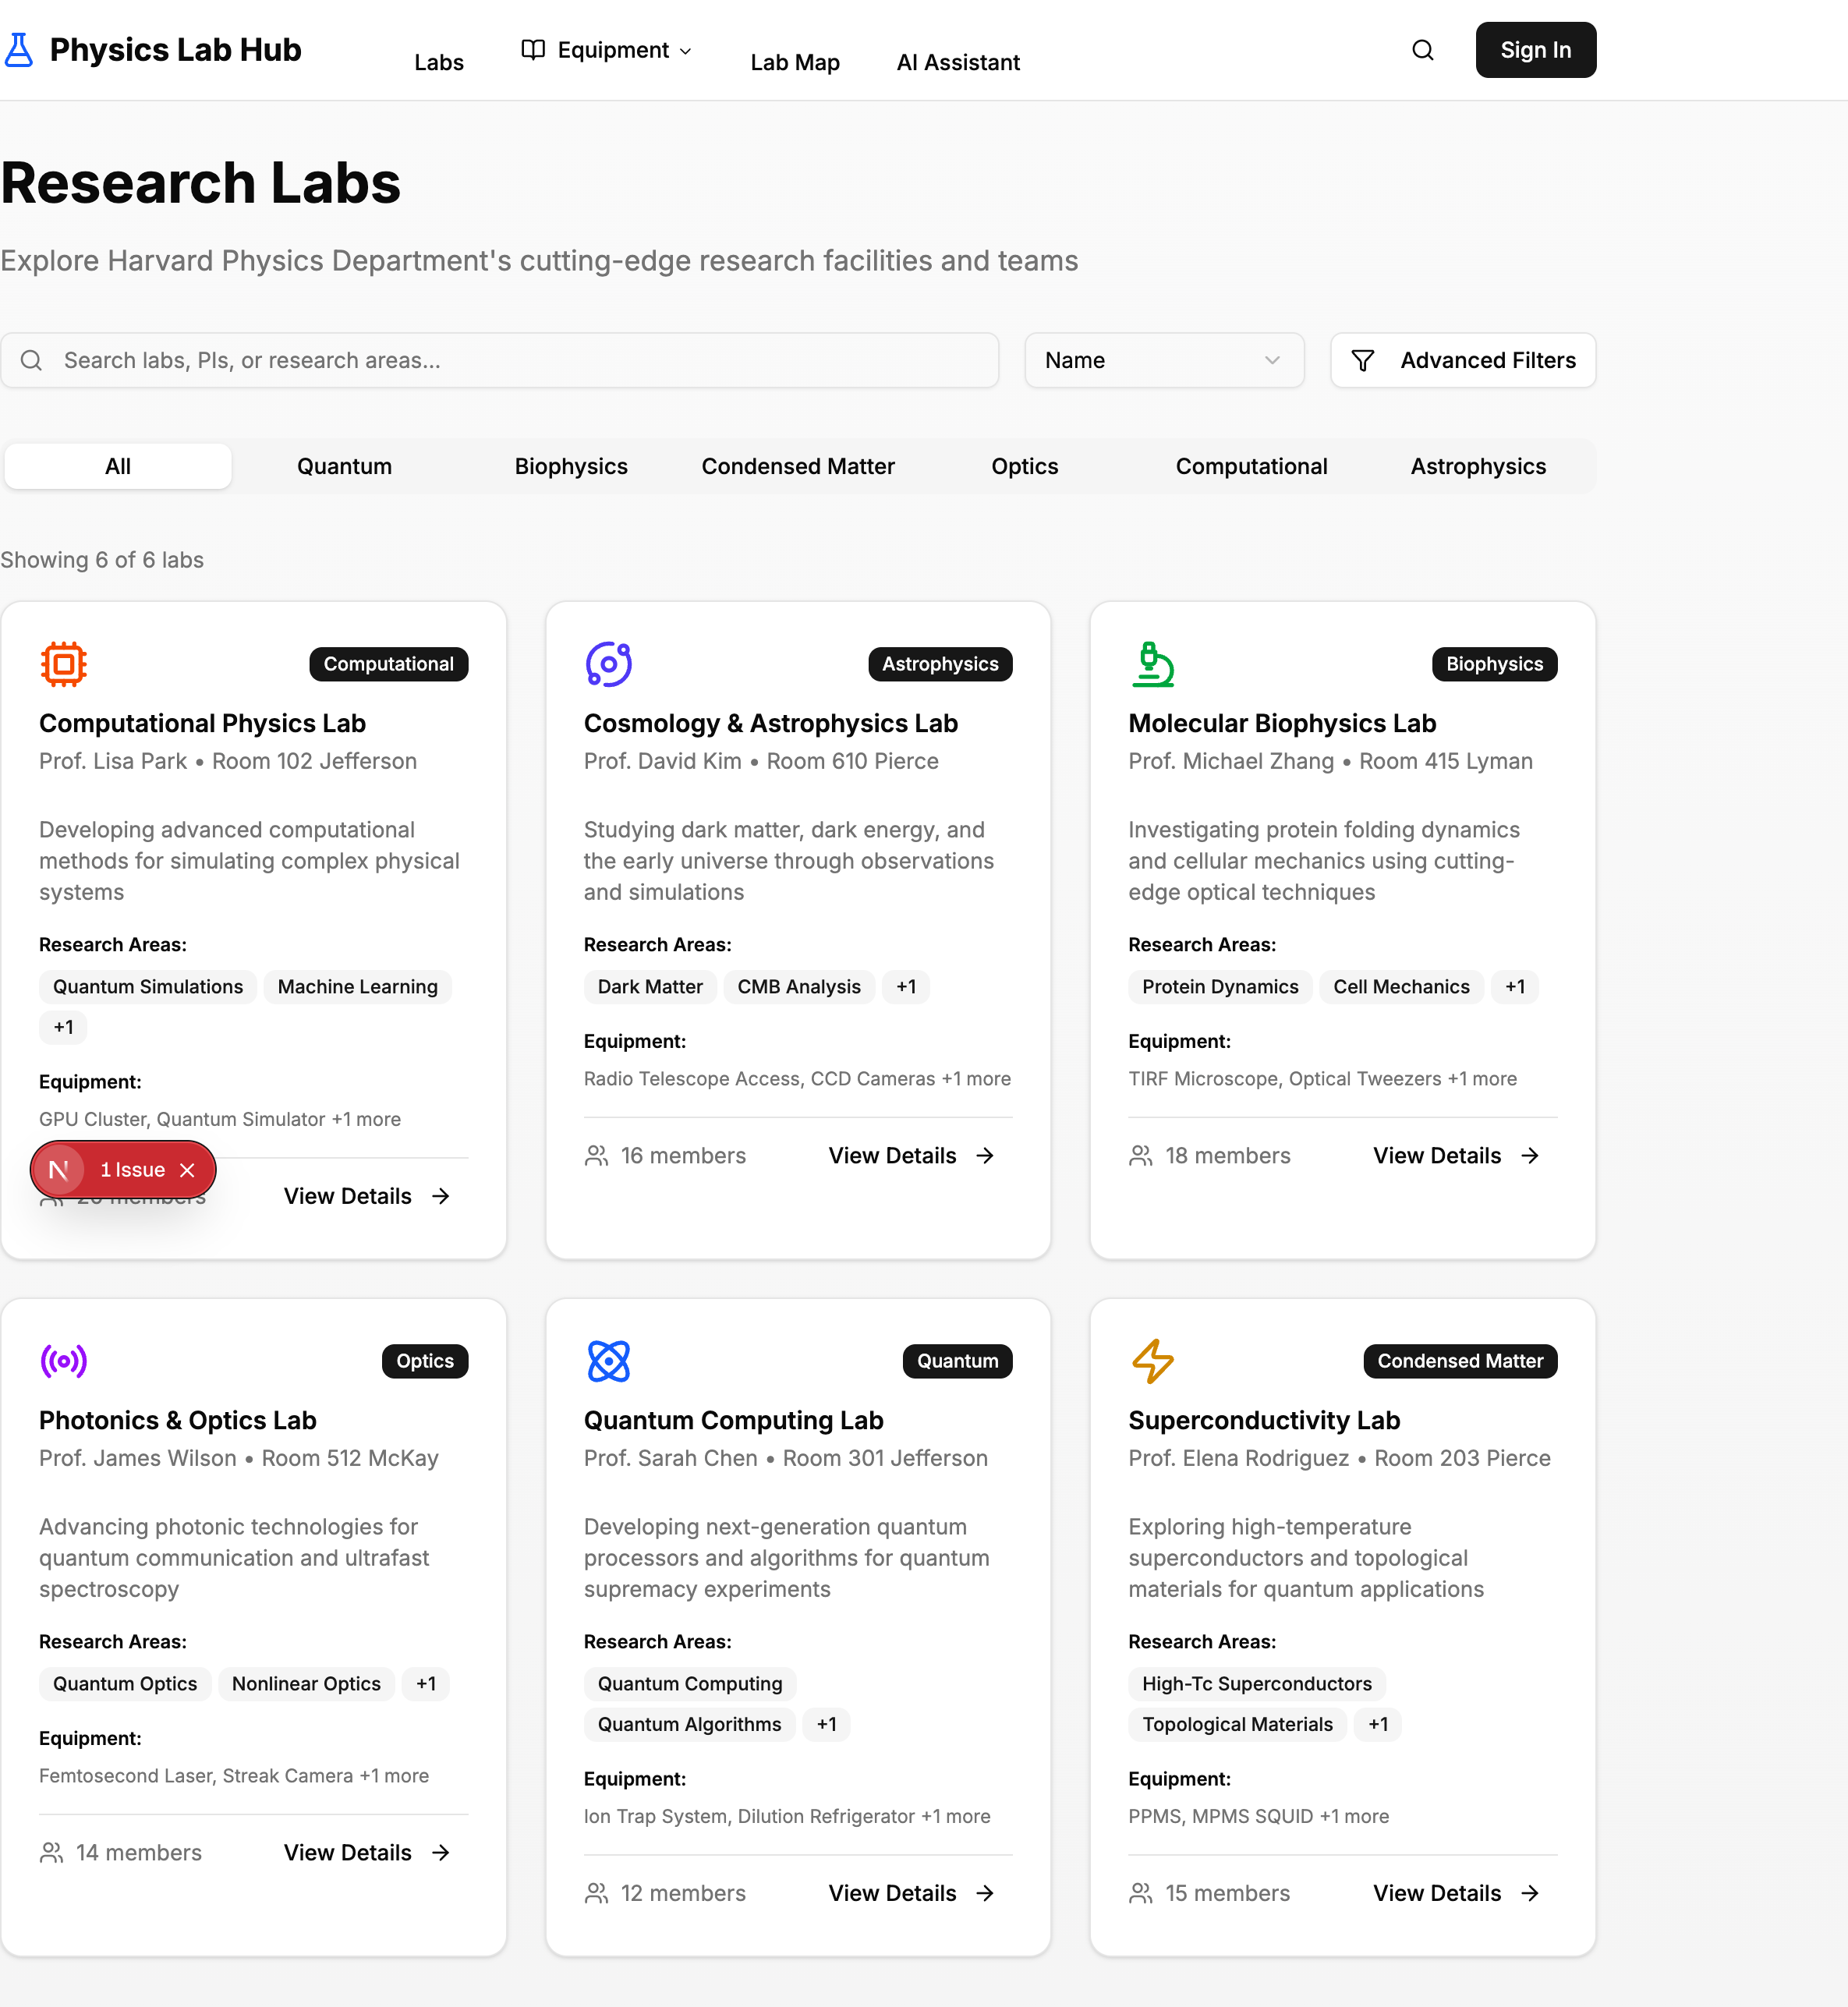 Physics Lab Hub
Labs
Equipment
Lab Map
AI Assistant
Sign In
Research Labs
Explore Harvard Physics Department's cutting-edge research facilities and teams
Search labs, PIs, or research areas...
Name
Advanced Filters
All
Quantum
Biophysics
Condensed Matter
Optics
Computational
Astrophysics
Showing 6 of 6 labs
Computational
Computational Physics Lab
Prof. Lisa Park • Room 102 Jefferson
Developing advanced computational
methods for simulating complex physical
systems
Research Areas:
Quantum Simulations
Machine Learning
+1
Equipment:
GPU Cluster, Quantum Simulator +1 more
N
1 Issue
members
View Details
Astrophysics
Cosmology & Astrophysics Lab
Prof. David Kim • Room 610 Pierce
Studying dark matter, dark energy, and
the early universe through observations
and simulations
Research Areas:
Dark Matter
CMB Analysis
+1
Equipment:
Radio Telescope Access, CCD Cameras +1 more
16 members
View Details
Biophysics
Molecular Biophysics Lab
Prof. Michael Zhang • Room 415 Lyman
Investigating protein folding dynamics
and cellular mechanics using cutting-
edge optical techniques
Research Areas:
Protein Dynamics
Cell Mechanics
+1
Equipment:
TIRF Microscope, Optical Tweezers +1 more
18 members
View Details
Optics
Photonics & Optics Lab
Prof. James Wilson • Room 512 McKay
Advancing photonic technologies for
quantum communication and ultrafast
spectroscopy
Research Areas:
Quantum Optics
Nonlinear Optics
+1
Equipment:
Femtosecond Laser, Streak Camera +1 more
14 members
View Details
Quantum
Quantum Computing Lab
Prof. Sarah Chen • Room 301 Jefferson
Developing next-generation quantum
processors and algorithms for quantum
supremacy experiments
Research Areas:
Quantum Computing
Quantum Algorithms
+1
Equipment:
Ion Trap System, Dilution Refrigerator +1 more
12 members
View Details
Condensed Matter
Superconductivity Lab
Prof. Elena Rodriguez • Room 203 Pierce
Exploring high-temperature
superconductors and topological
materials for quantum applications
Research Areas:
High-Tc Superconductors
Topological Materials
+1
Equipment:
PPMS, MPMS SQUID +1 more
15 members
View Details